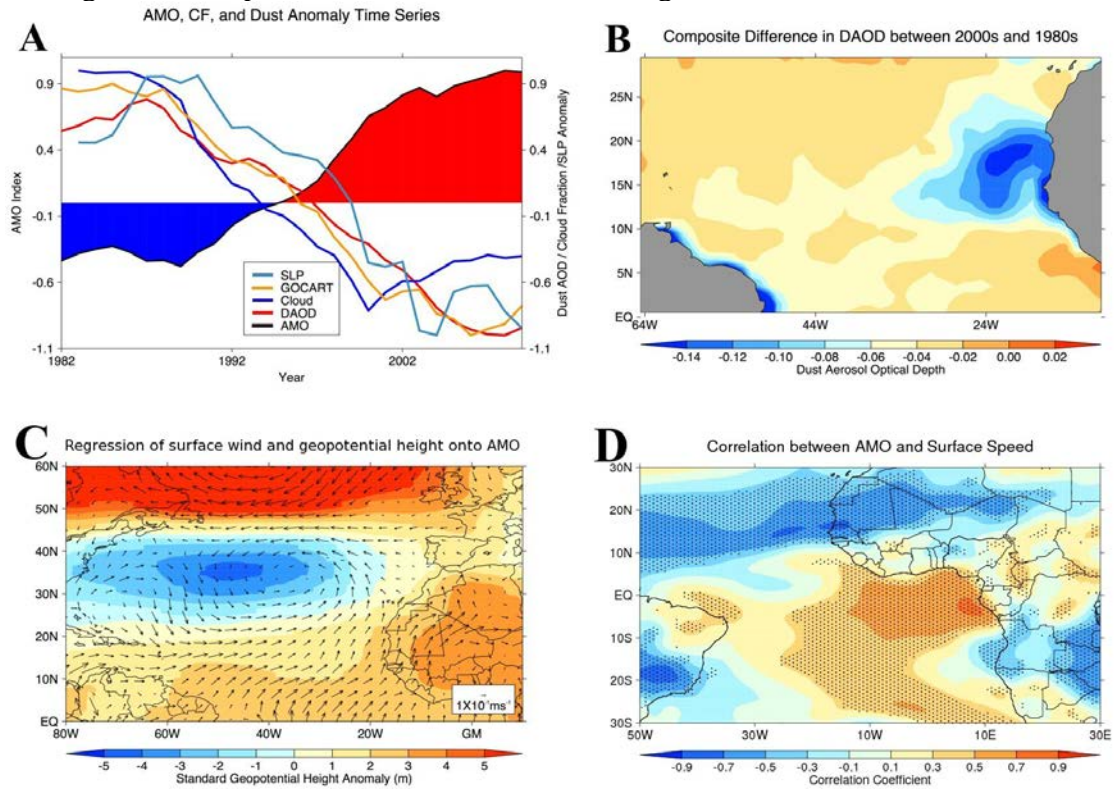 AMO, CF, and Dust Anomaly Time Series
A
0.9
0.4
-0.1
-0.6
-1.1
AMO Index
0.9
0.4
-0.1
-0.6
-1.1
Dust AOD / Cloud Fraction /SLP Anomaly
SLP
GOCART
Cloud
DAOD
AMO
1982
1992
2002
Year
B
Composite Difference in DAOD between 2000s and 1980s
25N
20N
15N
10N
5N
EQ
64W
44W
24W
-0.14 -0.12 -0.10 -0.08 -0.06 -0.04 -0.02 0.00 0.02
Dust Aerosol Optical Depth
C
Regression of surface wind and geopotential height onto AMO
60N
50N
40N
30N
20N
10N
EQ
80W
60W
40W
20W
GM
-5 -4 -3 -2 -1 0 1 2 3 4 5
Standard Geopotential Height Anomaly (m)
D
Correlation between AMO and Surface Speed
30N
20N
10N
EQ
10S
20S
30S
50W
30W
10W
10E
30E
-0.9 -0.7 -0.5 -0.3 -0.1 0.1 0.3 0.5 0.7 0.9
Correlation Coefficient